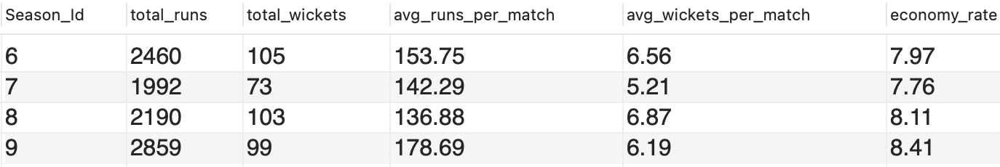 Season_Id total_runs total_wickets avg_runs_per_match avg_wickets_per_match economy_rate
6 2460 105 153.75 6.56 7.97
7 1992 73 142.29 5.21 7.76
8 2190 103 136.88 6.87 8.11
9 2859 99 178.69 6.19 8.41